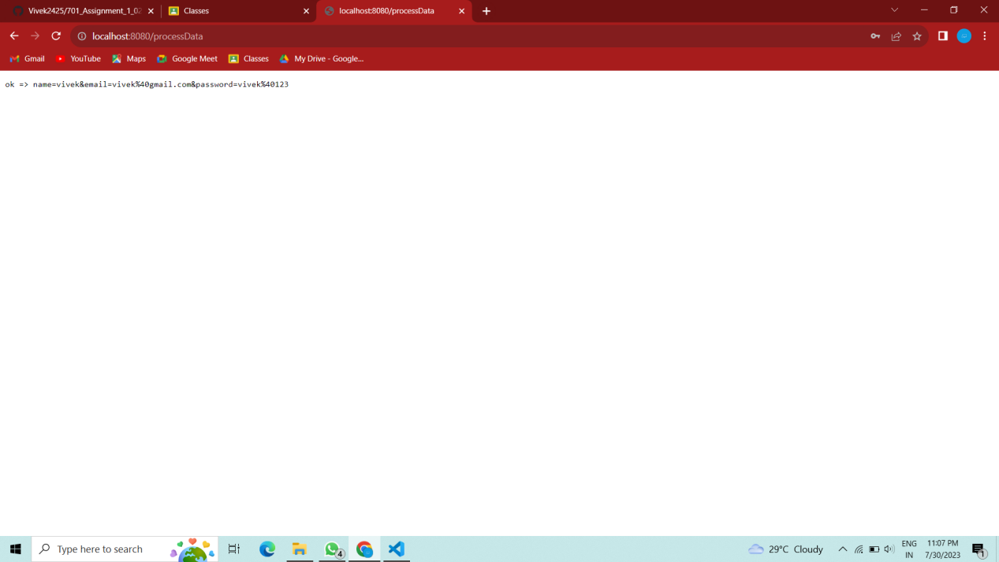 Vivek2425/701_Assignment_1_02
Classes
localhost:8080/processData
localhost:8080/processData
Gmail
YouTube
Maps
Google Meet
Classes
My Drive - Google...
ok => name=vivek&email=vivek%40gmail.com&password=vivek%40123
Type here to search
4
29°C Cloudy
ENG
IN
11:07 PM
7/30/2023
1